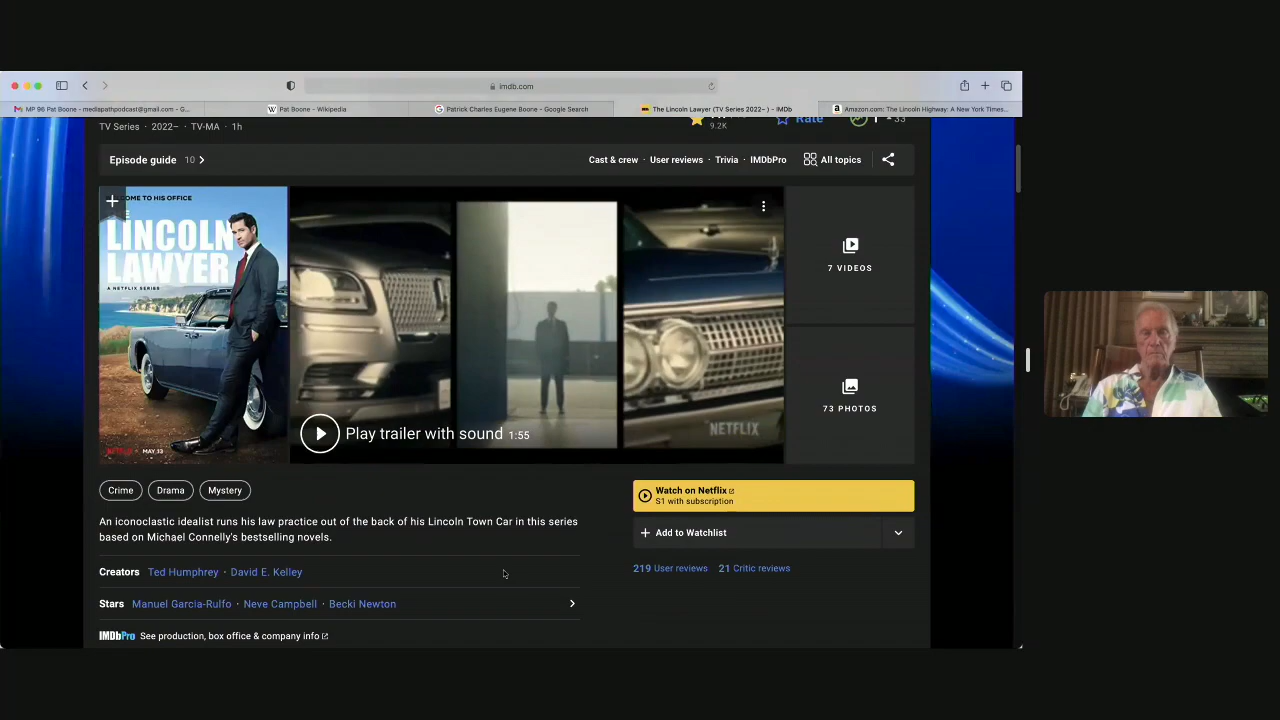 imdb.com
MP 96 Pat Boone - mediapathpodcast@gmail.com - G...
Pat Boone - Wikipedia
Patrick Charles Eugene Boone - Google Search
The Lincoln Lawyer (TV Series 2022– ) - IMDb
Amazon.com: The Lincoln Highway: A New York Times...
TV Series · 2022– · TV-MA · 1h
9.2K
Rate
33
Episode guide 10
Cast & crew · User reviews · Trivia · IMDbPro
All topics
TO HIS OFFICE
LINCOLN
LAWYER
A NETFLIX SERIES
MAY 13
Play trailer with sound 1:55
NETFLIX
7 VIDEOS
73 PHOTOS
Crime
Drama
Mystery
An iconoclastic idealist runs his law practice out of the back of his Lincoln Town Car in this series
based on Michael Connelly's bestselling novels.
Creators Ted Humphrey · David E. Kelley
Stars Manuel Garcia-Rulfo · Neve Campbell · Becki Newton
IMDbPro See production, box office & company info
Watch on Netflix
S1 with subscription
+ Add to Watchlist
219 User reviews 21 Critic reviews